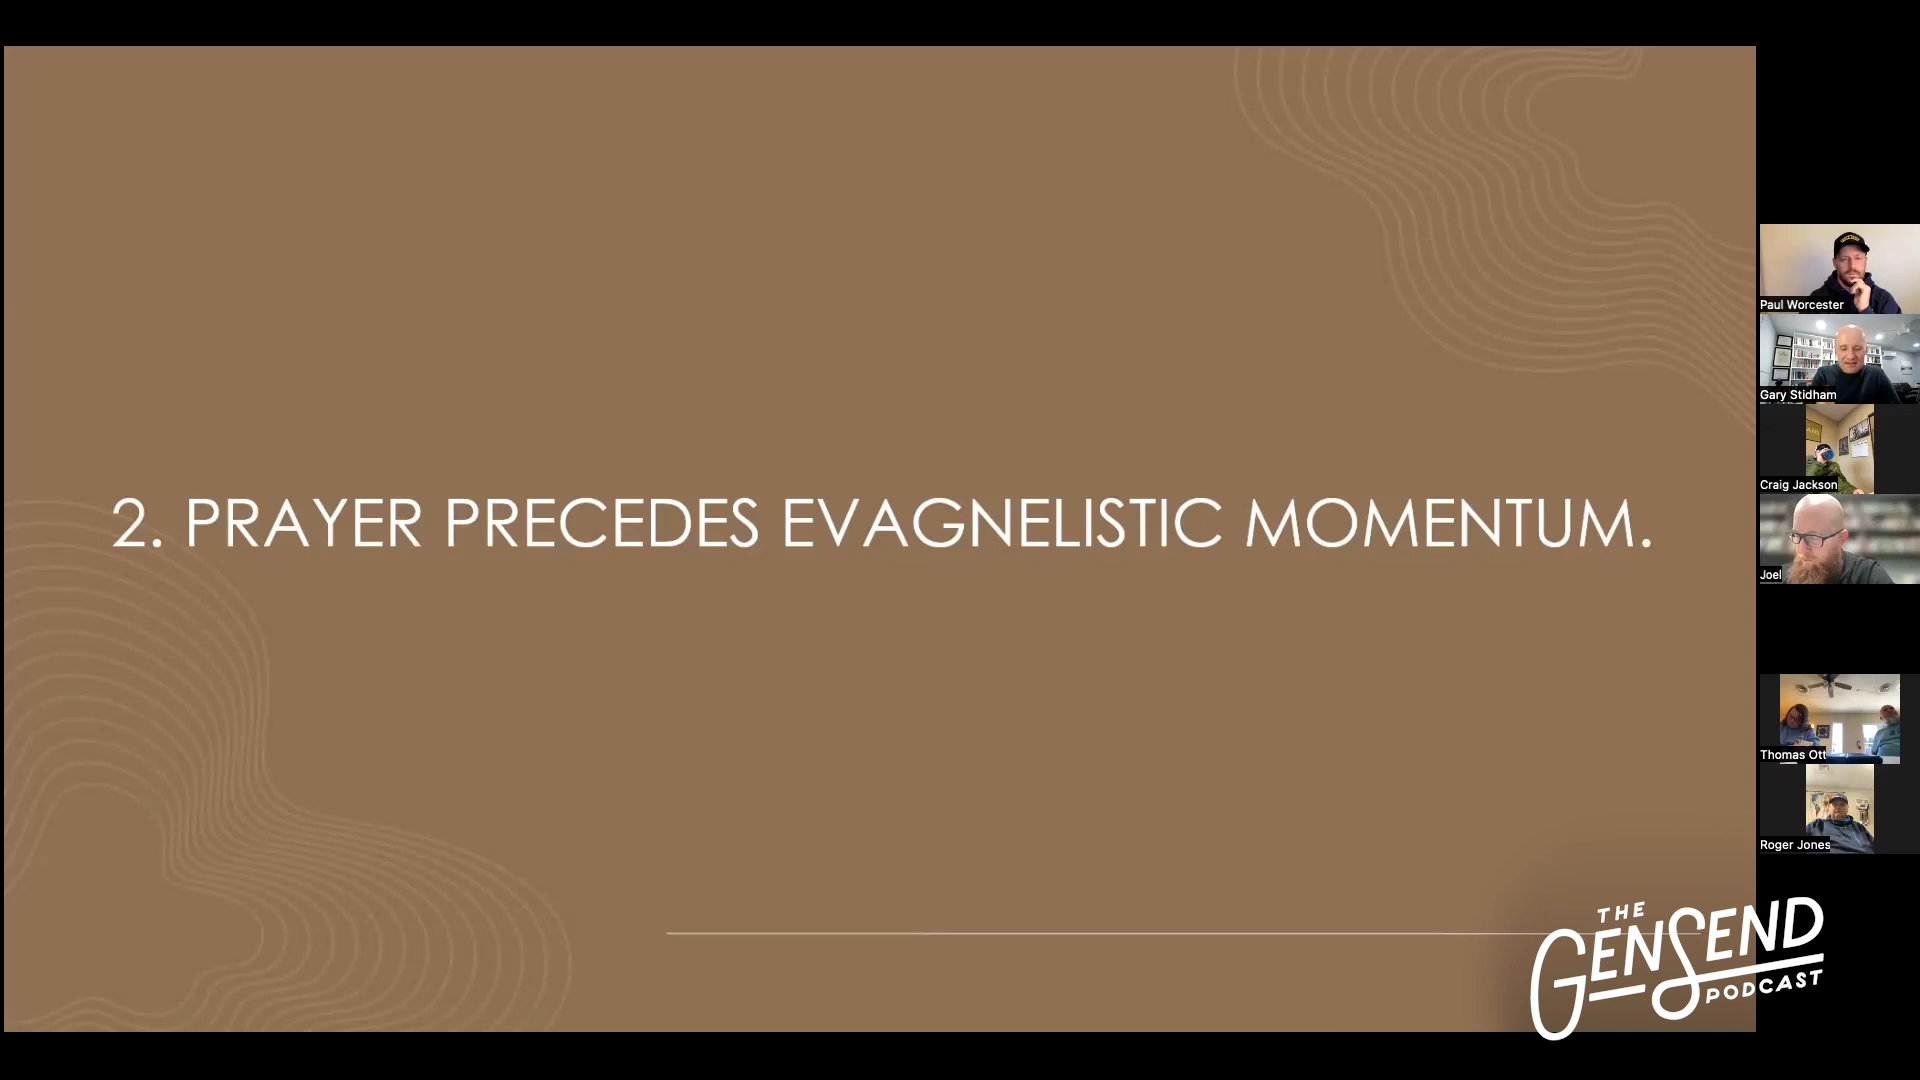 2. PRAYER PRECEDES EVAGNELISTIC MOMENTUM.
Paul Worcester
Gary Stidham
Craig Jackson
Joel
Thomas Ott
Roger Jones
THE
GENSEND
PODCAST